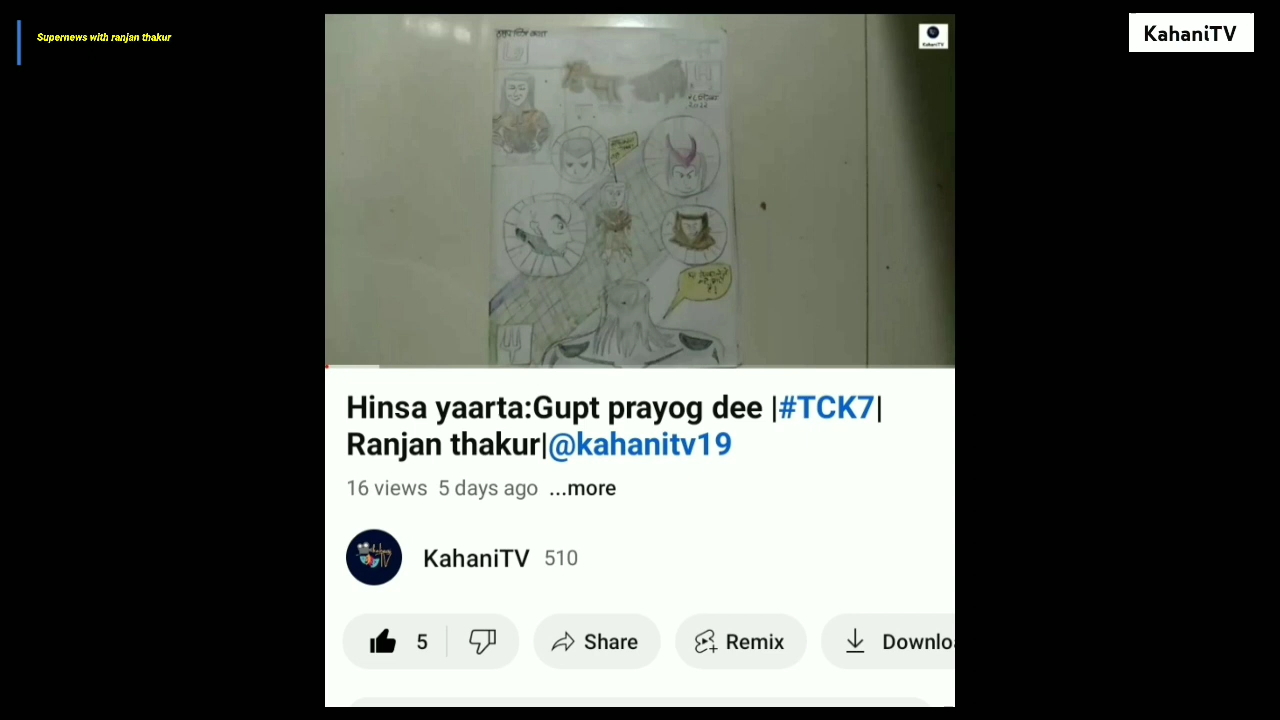 Supernews with ranjan thakur
KahaniTV
KahaniTV
Hinsa yaarta:Gupt prayog dee |#TCK7|
Ranjan thakur|@kahanitv19
16 views 5 days ago ...more
KahaniTV 510
5 Share Remix